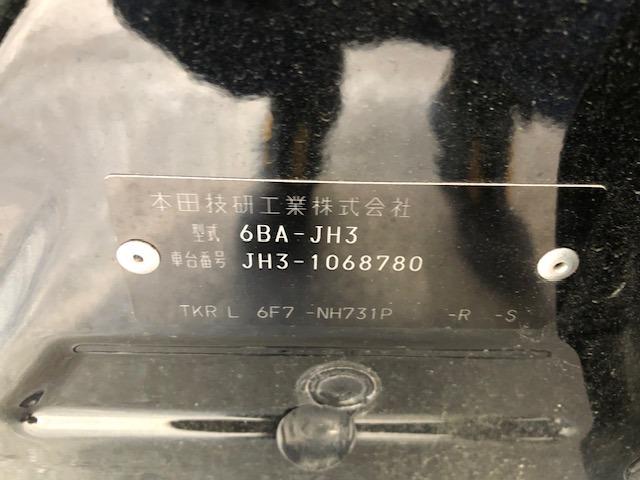 本田技研工業株式会社
型式 6BA-JH3
車台番号 JH3-1068780
TKR L 6F7 -NH731P -R -S